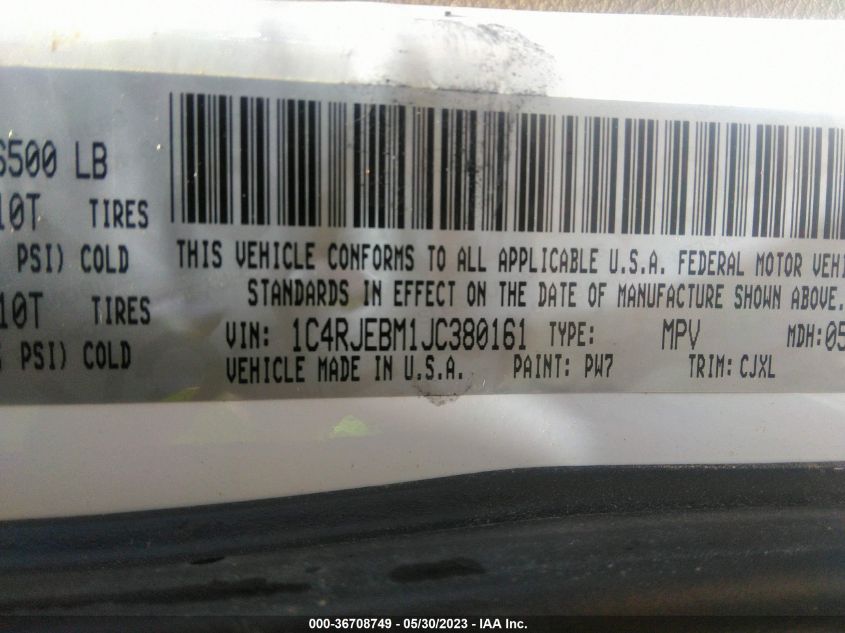 6500 LB
10T TIRES
PSI) COLD
10T TIRES
PSI) COLD
THIS VEHICLE CONFORMS TO ALL APPLICABLE U.S.A. FEDERAL MOTOR VEHI
STANDARDS IN EFFECT ON THE DATE OF MANUFACTURE SHOWN ABOVE.
VIN: 1C4RJEBM1JC380161 TYPE: MPV MDH: 05
VEHICLE MADE IN U.S.A. PAINT: PW7 TRIM: CJXL
000-36708749 — 05/30/2023 — IAA Inc.